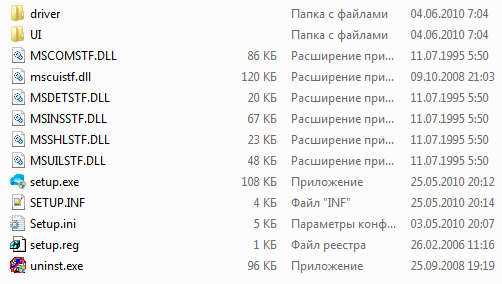 driver Папка с файлами 04.06.2010 7:04
UI Папка с файлами 04.06.2010 7:04
MSCOMSTF.DLL 86 КБ Расширение при... 11.07.1995 5:50
mscuistf.dll 120 КБ Расширение при... 09.10.2008 21:03
MSDETSTF.DLL 20 КБ Расширение при... 11.07.1995 5:50
MSINSSTF.DLL 67 КБ Расширение при... 11.07.1995 5:50
MSSHLSTF.DLL 23 КБ Расширение при... 11.07.1995 5:50
MSUILSTF.DLL 48 КБ Расширение при... 11.07.1995 5:50
setup.exe 108 КБ Приложение 25.05.2010 20:12
SETUP.INF 4 КБ Файл "INF" 25.05.2010 20:14
Setup.ini 5 КБ Параметры конф... 03.05.2010 20:07
setup.reg 1 КБ Файл реестра 26.02.2006 11:16
uninst.exe 96 КБ Приложение 25.09.2008 19:19